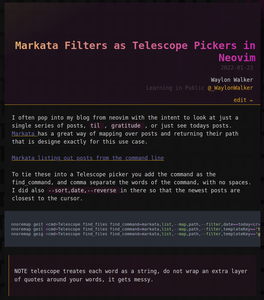 Markata Filters as Telescope Pickers in
Neovim
2022-01-23
Waylon Walker
Learning in Public @_WaylonWalker
edit ←
I often pop into my blog from neovim with the intent to look at just a
single series of posts, til , gratitude , or just see todays posts.
Markata has a great way of mapping over posts and returning their path
that is designe exactly for this use case.
Markata listing out posts from the command line
To tie these into a Telescope picker you add the command as the
find_command, and comma separate the words of the command, with no spaces.
I did also --sort,date,--reverse in there so that the newest posts are
closest to the cursor.
nnoremap geit <cmd>Telescope find_files find_command=markata,list,--map,path,--filter,date==today<cr>
nnoremap geil <cmd>Telescope find_files find_command=markata,list,--map,path,--filter,templateKey==
nnoremap geig <cmd>Telescope find_files find_command=markata,list,--map,path,--filter,templateKey==
NOTE telescope treates each word as a string, do not wrap an extra layer
of quotes around your words, it gets messy.